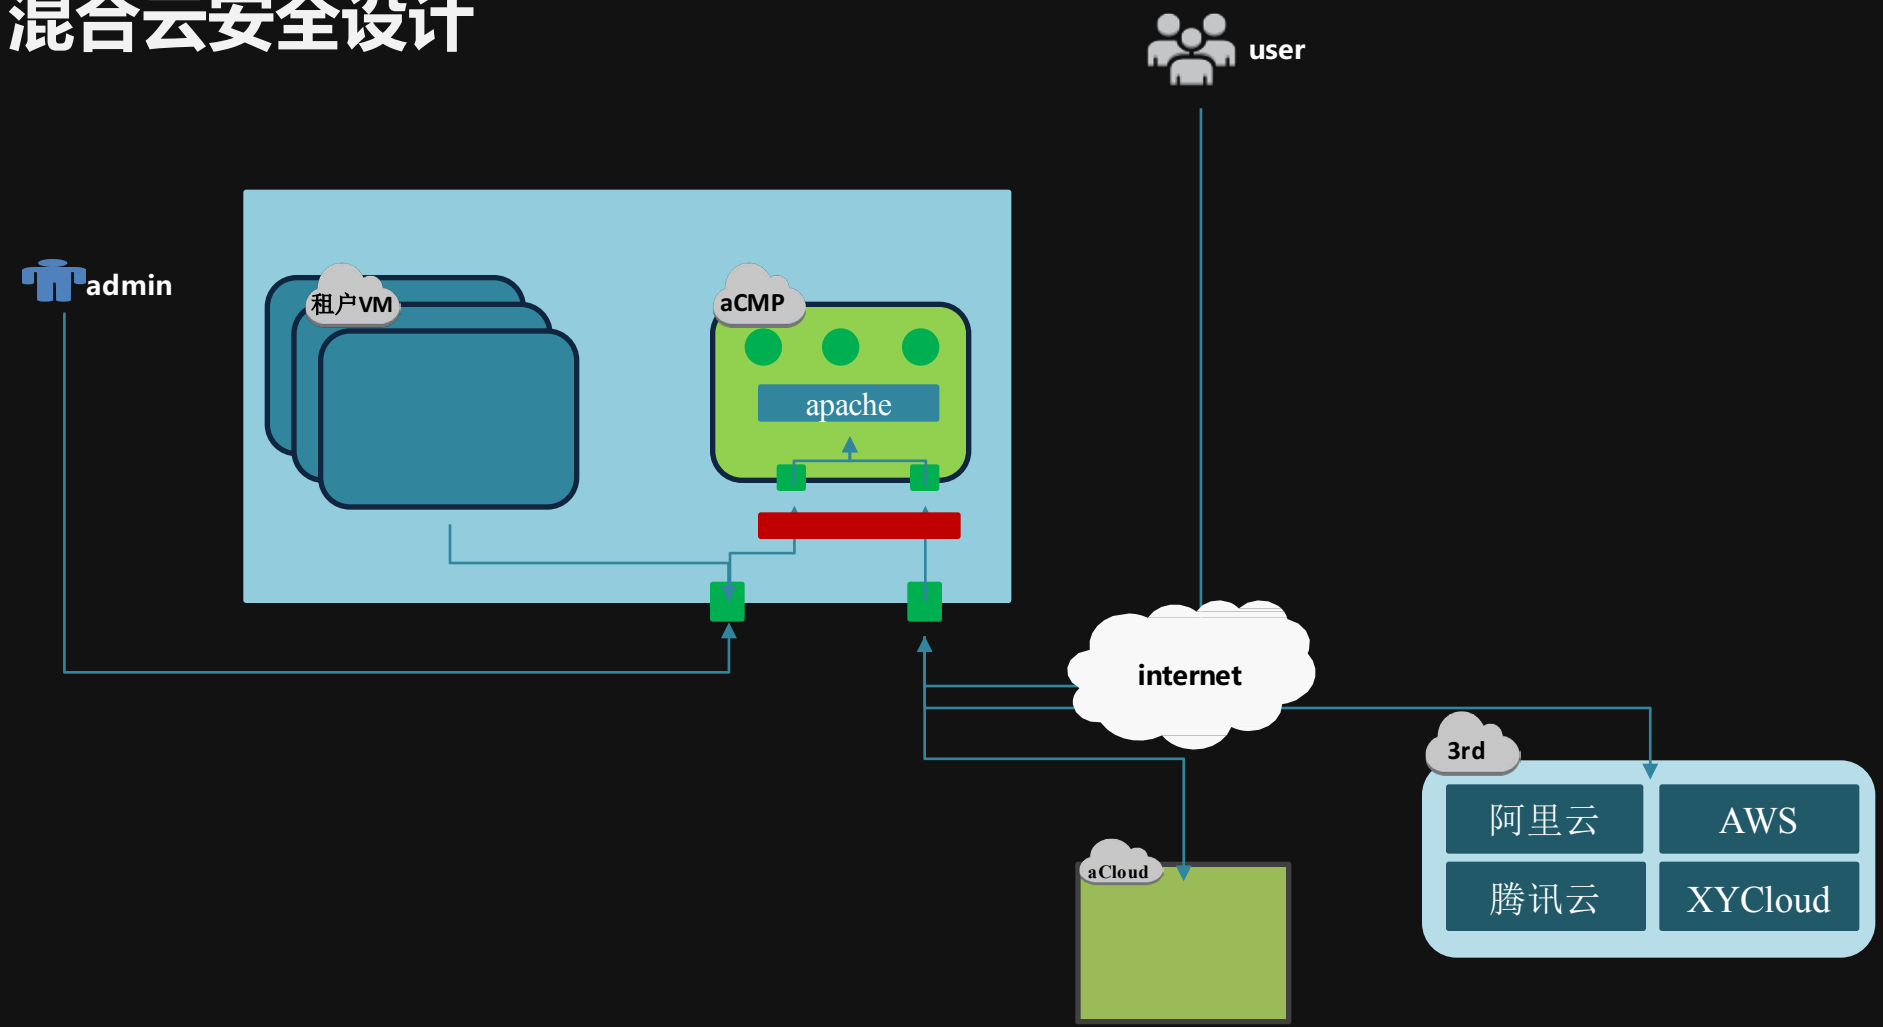 混合云安全设计
user
admin
租户VM
aCMP
apache
internet
3rd
阿里云
AWS
腾讯云
XYCloud
aCloud